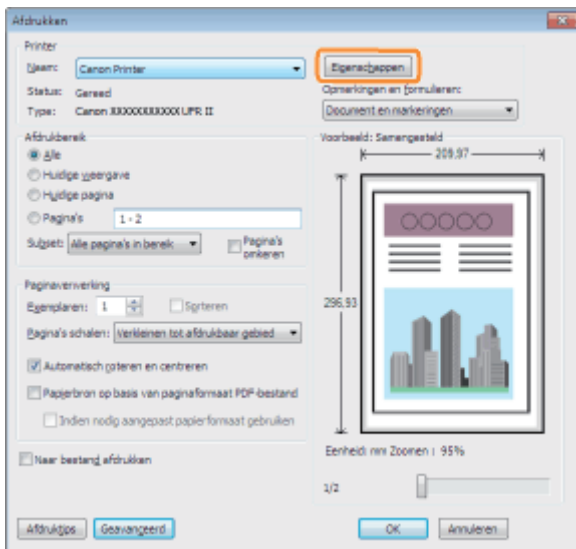 Afdrukken
Printer
Naam: Canon Printer
Eigenschappen
Status: Gereed
Opmerkingen en formulieren:
Type: Canon XXXXXXXXXXX UFR II
Document en markeringen
Afdrukbereik
Alle
Huidige weergave
Huidige pagina
Pagina's 1 - 2
Subset: Alle pagina's in bereik
Pagina's omkeren
Voorbeeld: Samengesteld
209,97
296,93
Paginaverwerking
Exemplaren: 1 Sorteren
Pagina's schalen: Verkleinen tot afdrukbaar gebied
Automatisch roteren en centreren
Papierbron op basis van paginaformaat PDF-bestand
Indien nodig aangepast papierformaat gebruiken
Naar bestand afdrukken
Eenheid: mm Zoomen : 95%
1/2
Afdruktips Geavanceerd OK Annuleren